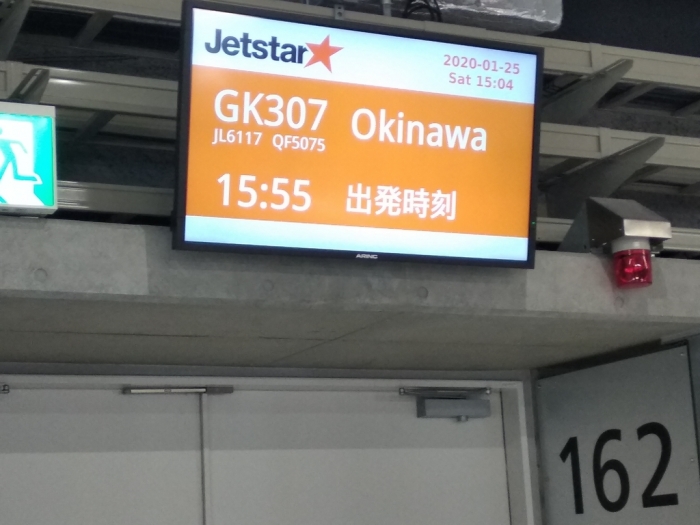 Jetstar
2020-01-25
Sat 15:04
GK307 Okinawa
JL6117 QF5075
15:55 出発時刻
ARINC
162